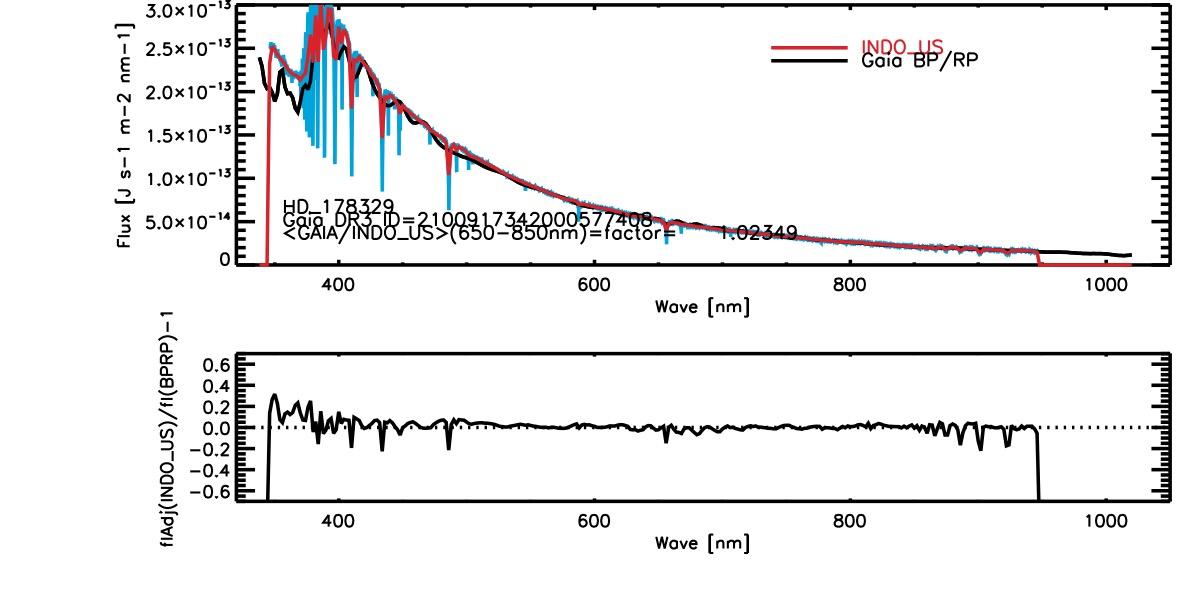 3.0×10−13
2.5×10−13
2.0×10−13
1.5×10−13
1.0×10−13
5.0×10−14
0
Flux [J s−1 m−2 nm−1]
INDO_US
Gaia BP/RP
HD_178329
Gaia DR3 ID=2100917342000577408
<GAIA/INDO_US>(650−850nm)=factor= 1.02349
400 600 800 1000
Wave [nm]
flAdj(INDO_US)/fl(BPRP)−1
0.6
0.4
0.2
0.0
−0.2
−0.4
−0.6
400 600 800 1000
Wave [nm]